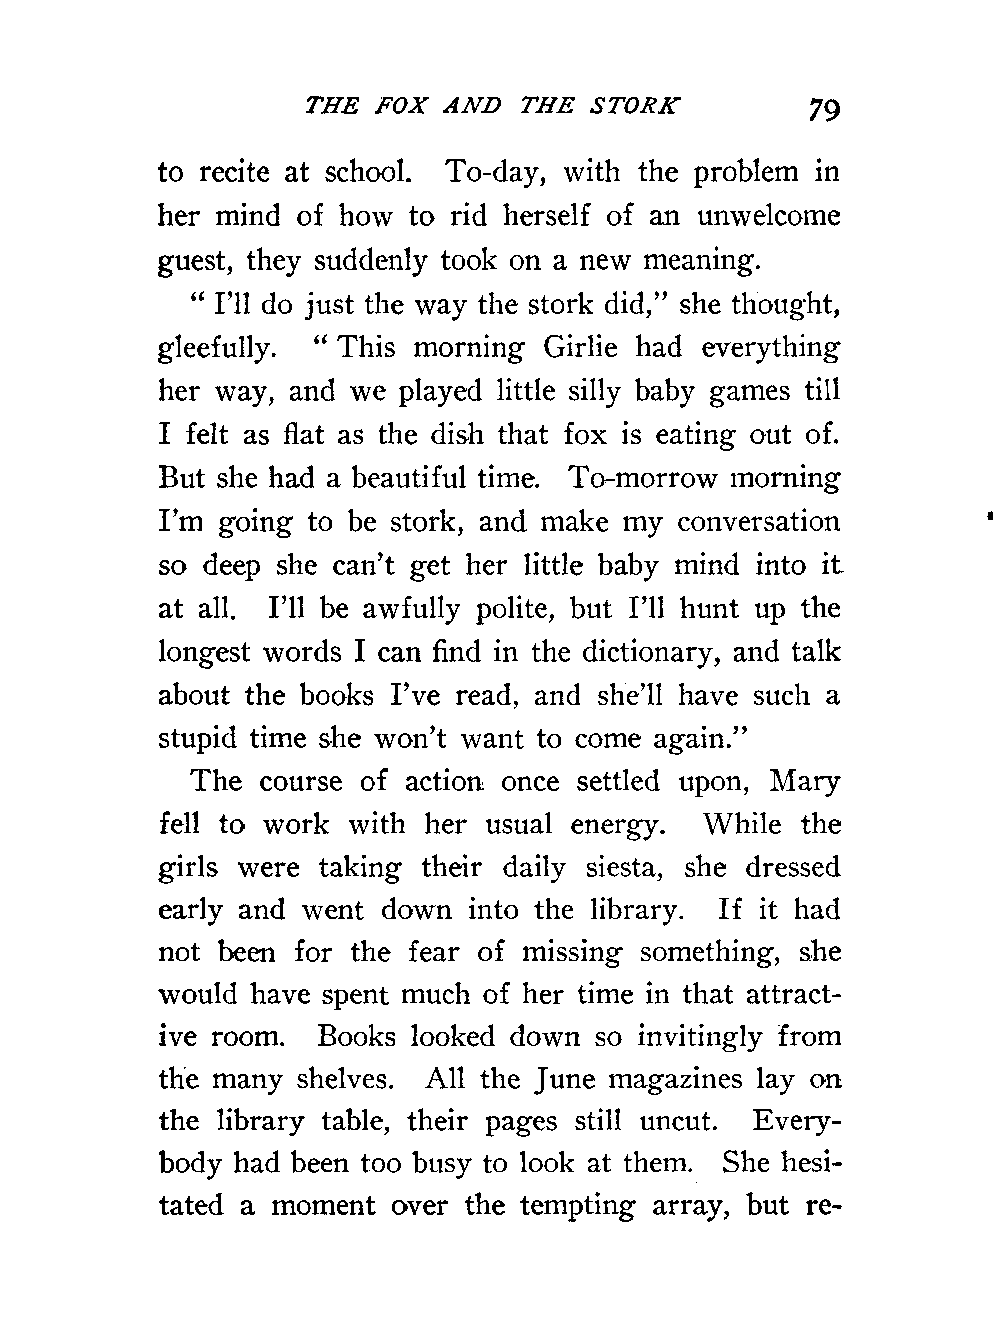 THE FOX AND THE STORK 79
to recite at school. To-day, with the problem in
her mind of how to rid herself of an unwelcome
guest, they suddenly took on a new meaning.
“ I’ll do just the way the stork did,” she thought,
gleefully. “ This morning Girlie had everything
her way, and we played little silly baby games till
I felt as flat as the dish that fox is eating out of.
But she had a beautiful time. To-morrow morning
I’m going to be stork, and make my conversation
so deep she can’t get her little baby mind into it
at all. I’ll be awfully polite, but I’ll hunt up the
longest words I can find in the dictionary, and talk
about the books I’ve read, and she’ll have such a
stupid time she won’t want to come again.”
The course of action once settled upon, Mary
fell to work with her usual energy. While the
girls were taking their daily siesta, she dressed
early and went down into the library. If it had
not been for the fear of missing something, she
would have spent much of her time in that attract-
ive room. Books looked down so invitingly from
the many shelves. All the June magazines lay on
the library table, their pages still uncut. Every-
body had been too busy to look at them. She hesi-
tated a moment over the tempting array, but re-